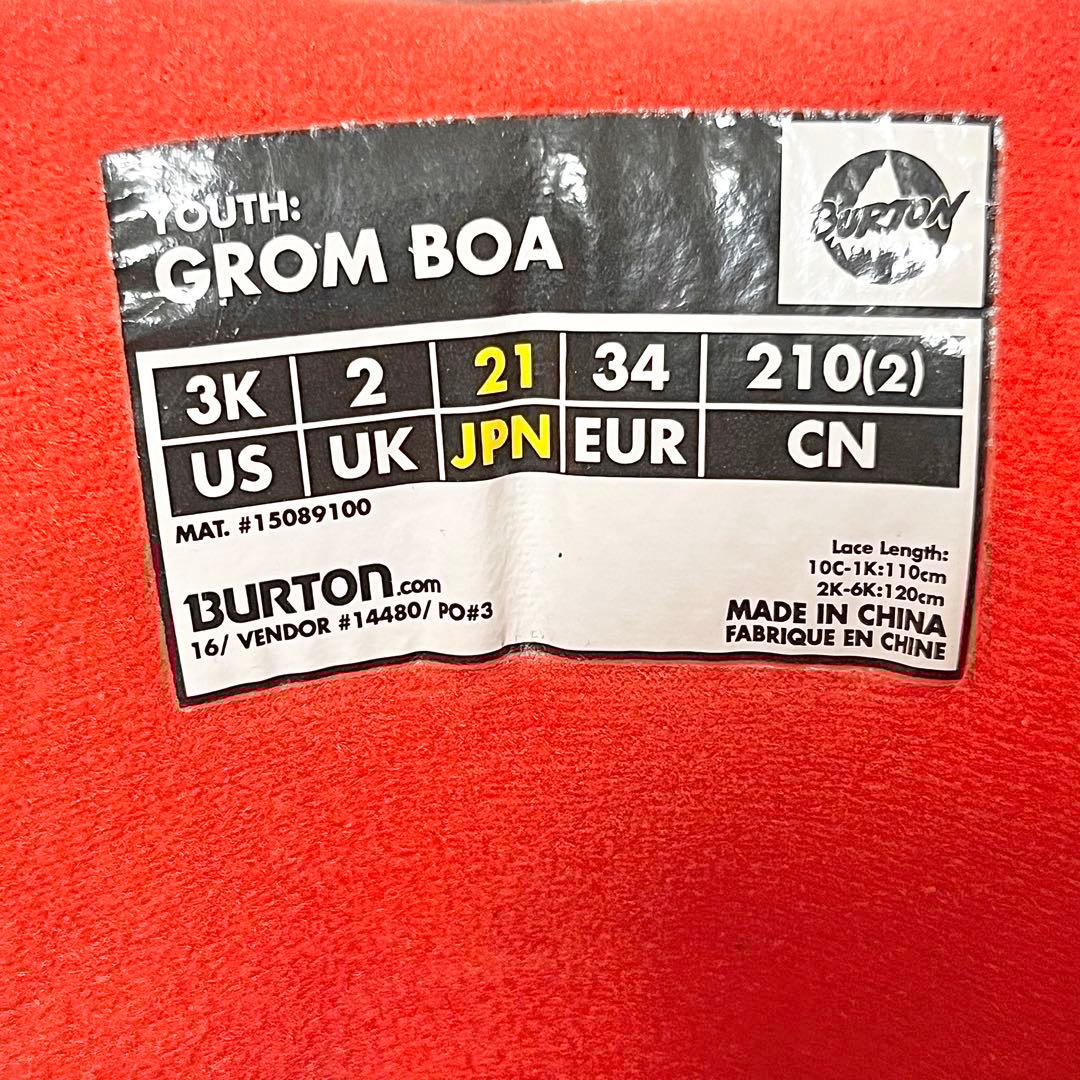 YOUTH:
GROM BOA
BURTON
3K 2 21 34 210(2)
US UK JPN EUR CN
MAT. #15089100
BURTON.com
16/ VENDOR #14480/ PO#3
Lace Length:
10C-1K:110cm
2K-6K:120cm
MADE IN CHINA
FABRIQUE EN CHINE